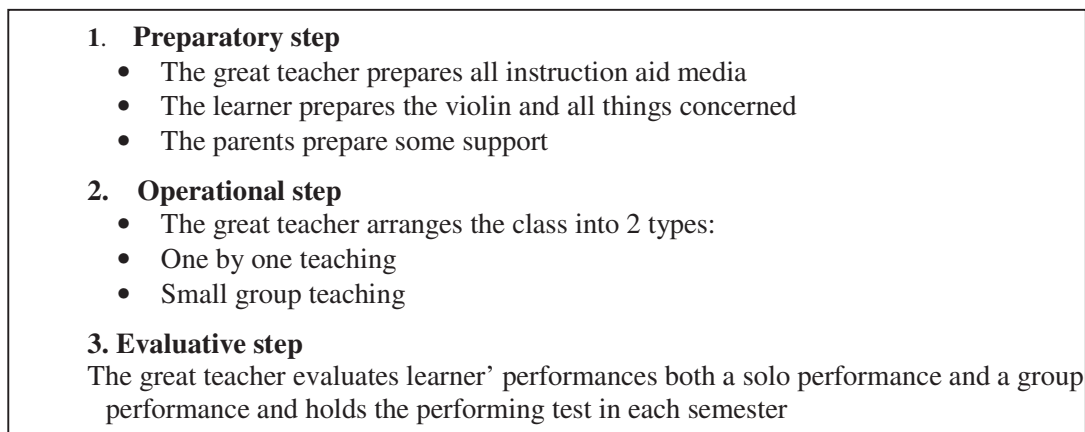 1. Preparatory step
• The great teacher prepares all instruction aid media
• The learner prepares the violin and all things concerned
• The parents prepare some support
2. Operational step
• The great teacher arranges the class into 2 types:
• One by one teaching
• Small group teaching
3. Evaluative step
The great teacher evaluates learner’ performances both a solo performance and a group
performance and holds the performing test in each semester